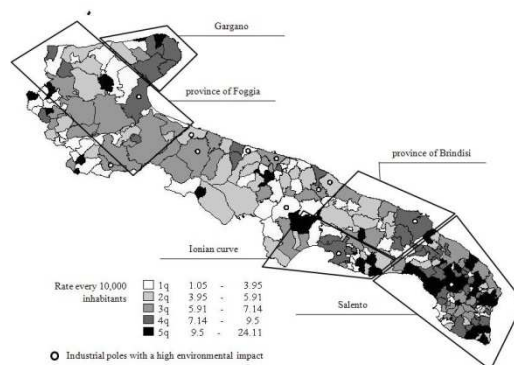 Gargano
province of Foggia
province of Brindisi
Ionian curve
Salento
Rate every 10,000
inhabitants
1q 1.05 - 3.95
2q 3.95 - 5.91
3q 5.91 - 7.14
4q 7.14 - 9.5
5q 9.5 - 24.11
Industrial poles with a high environmental impact